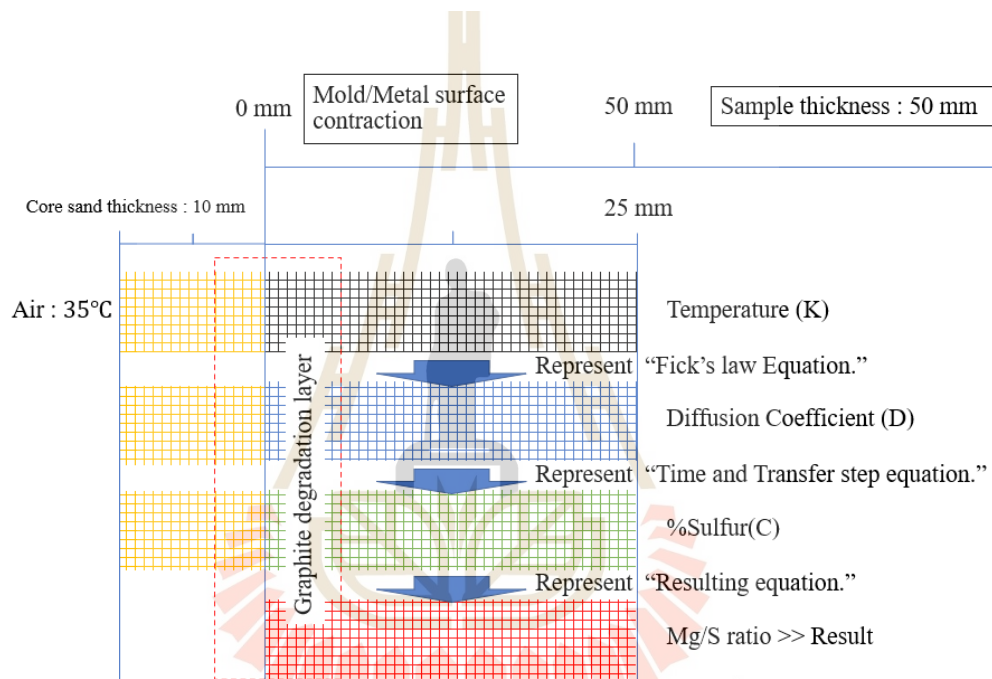 0 mm
Mold/Metal surface
contraction
50 mm
Sample thickness : 50 mm
Core sand thickness : 10 mm
25 mm
Air : 35°C
Temperature (K)
Represent “Fick’s law Equation.”
Diffusion Coefficient (D)
Represent “Time and Transfer step equation.”
%Sulfur(C)
Represent “Resulting equation.”
Mg/S ratio >> Result
Graphite degradation layer